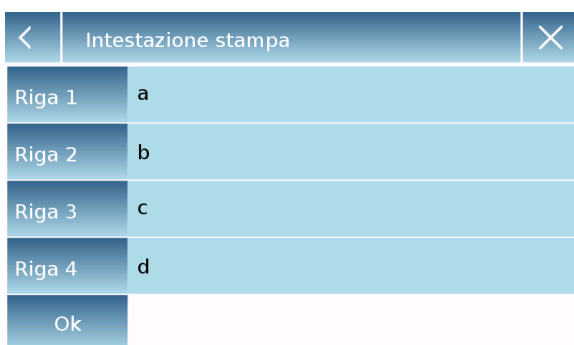 Intestazione stampa
Riga 1 a
Riga 2 b
Riga 3 c
Riga 4 d
Ok